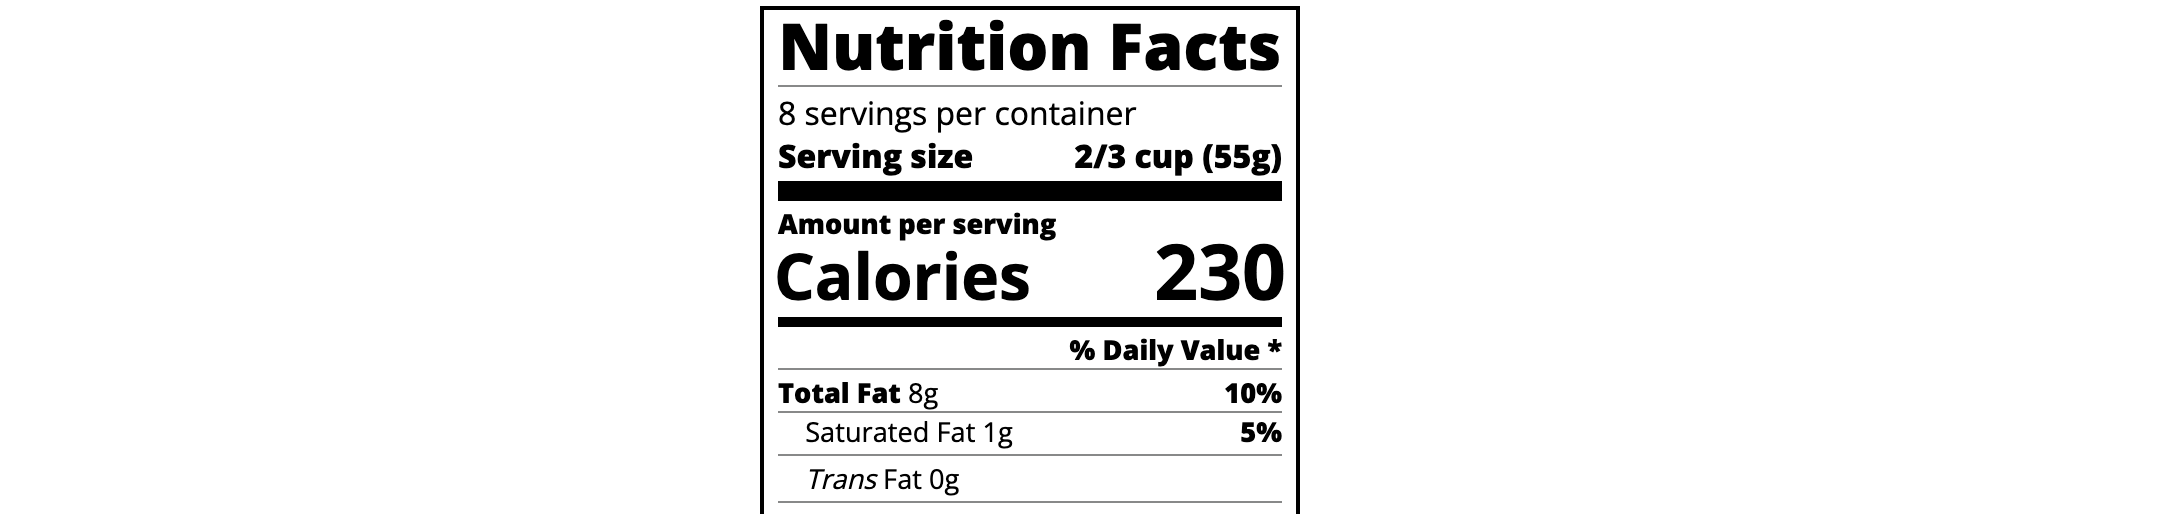 Nutrition Facts
8 servings per container
Serving size 2/3 cup (55g)
Amount per serving
Calories 230
% Daily Value *
Total Fat 8g 10%
Saturated Fat 1g 5%
Trans Fat 0g